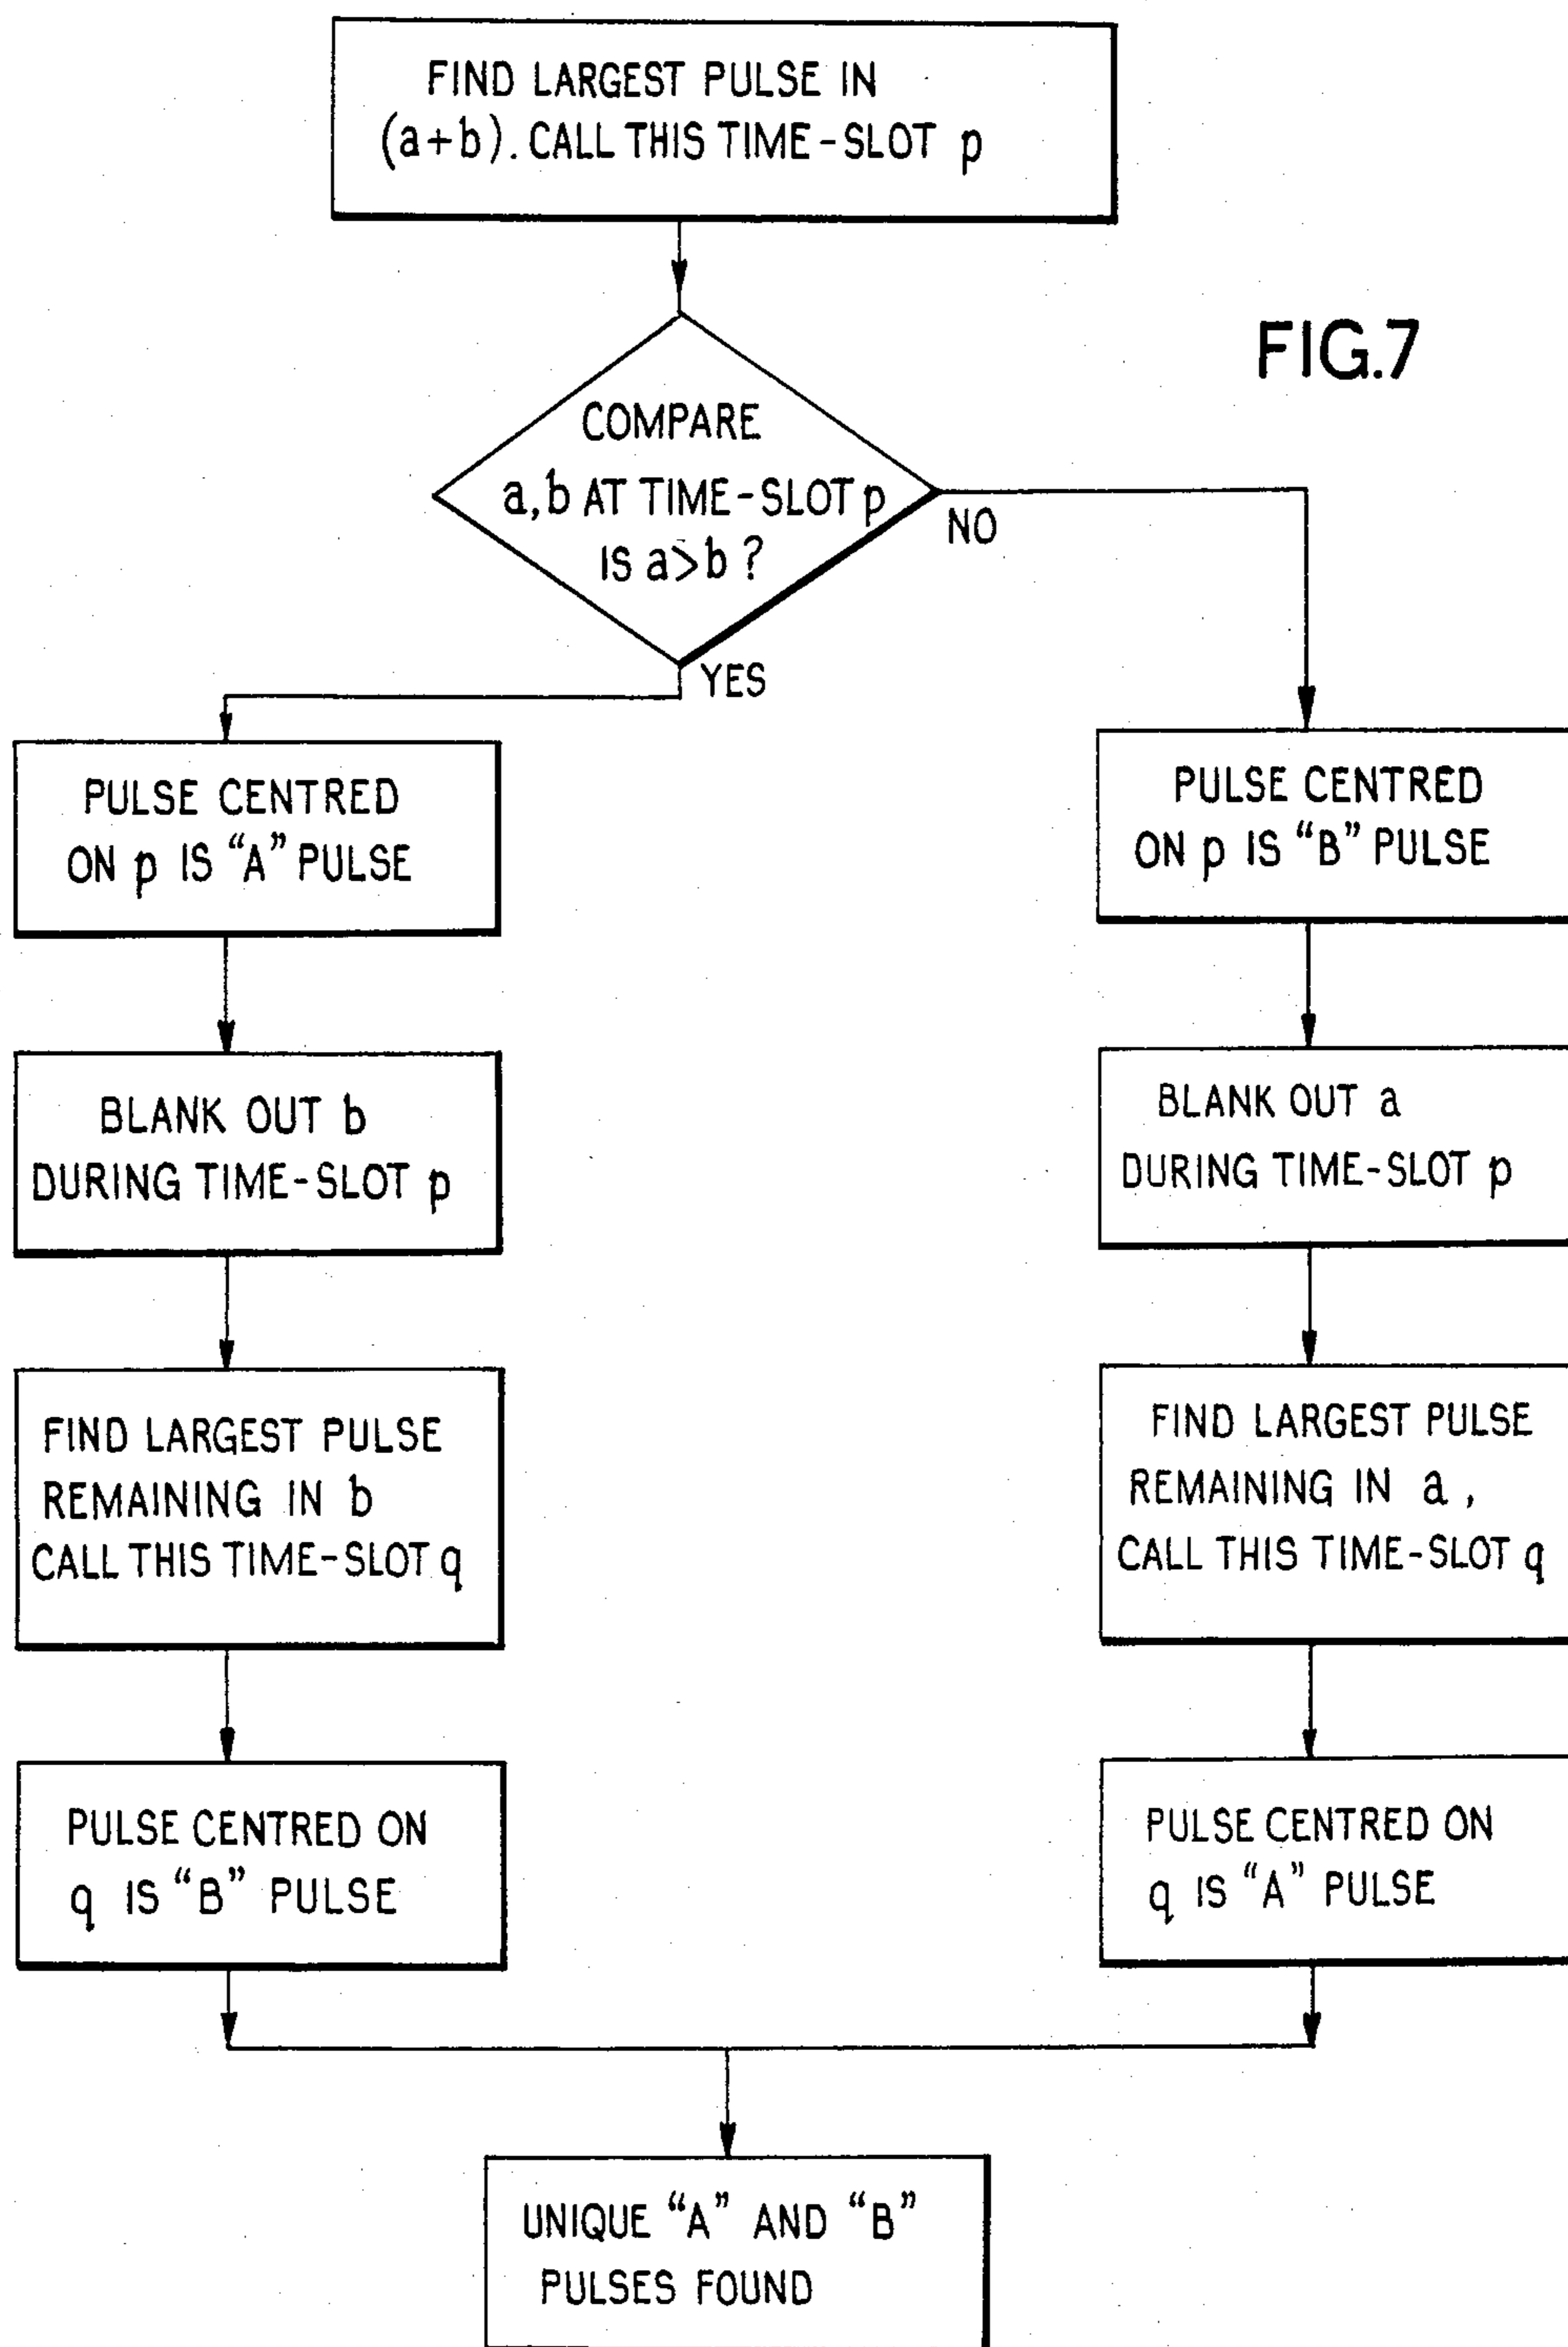 FIND LARGEST PULSE IN
(a+b). CALL THIS TIME-SLOT p
FIG.7
COMPARE
a,b AT TIME-SLOT p
IS a>b ?
NO
YES
PULSE CENTRED
ON p IS "A" PULSE
BLANK OUT b
DURING TIME-SLOT p
FIND LARGEST PULSE
REMAINING IN b
CALL THIS TIME-SLOT q
PULSE CENTRED ON
q IS "B" PULSE
PULSE CENTRED
ON p IS "B" PULSE
BLANK OUT a
DURING TIME-SLOT p
FIND LARGEST PULSE
REMAINING IN a,
CALL THIS TIME-SLOT q
PULSE CENTRED ON
q IS "A" PULSE
UNIQUE "A" AND "B"
PULSES FOUND